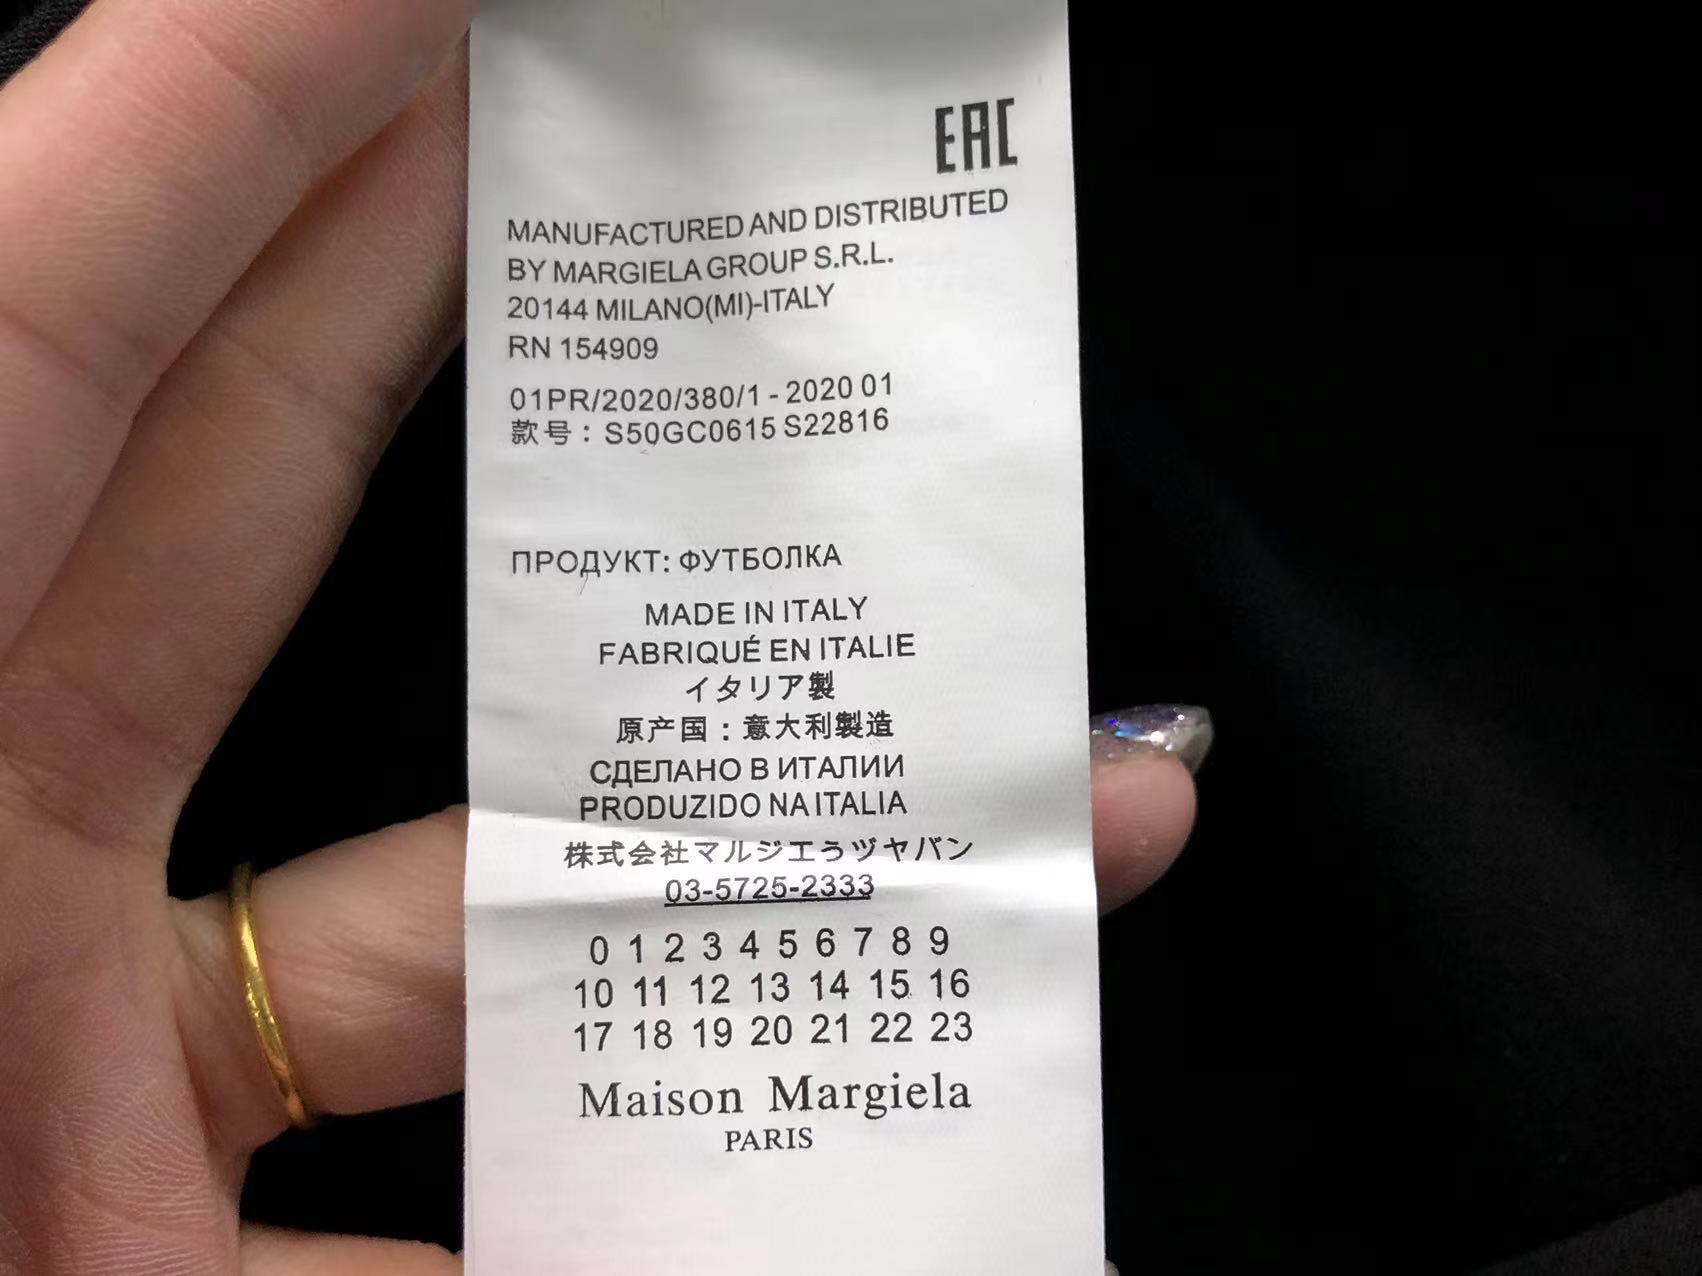 EAC
MANUFACTURED AND DISTRIBUTED
BY MARGIELA GROUP S.R.L.
20144 MILANO(MI)-ITALY
RN 154909
01PR/2020/380/1 - 2020 01
款号：S50GC0615 S22816
ПРОДУКТ: ФУТБОЛКА
MADE IN ITALY
FABRIQUÉ EN ITALIE
イタリア製
原产国：意大利製造
СДЕЛАНО В ИТАЛИИ
PRODUZIDO NA ITALIA
株式会社マルジエゥヅヤバン
03-5725-2333
0 1 2 3 4 5 6 7 8 9
10 11 12 13 14 15 16
17 18 19 20 21 22 23
Maison Margiela
PARIS